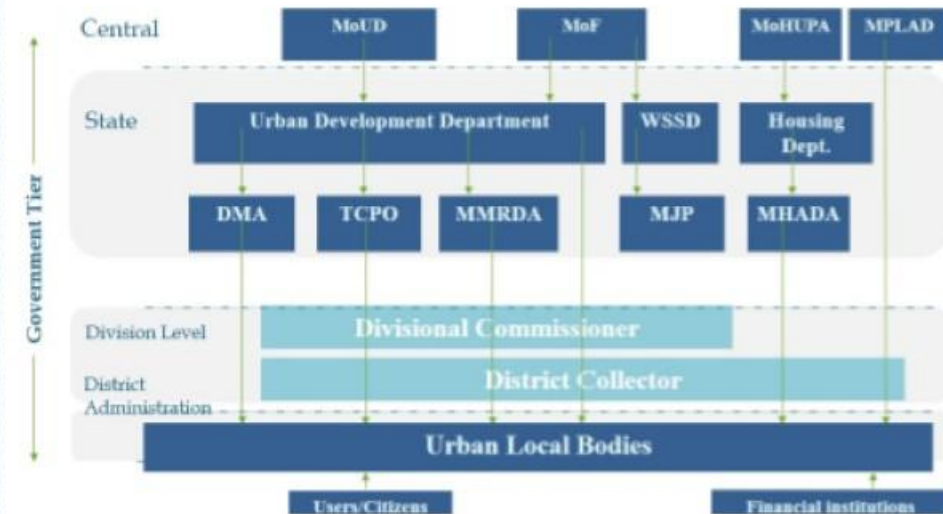 Central
MoUD
MoF
MoHUPA
MPLAD
State
Urban Development Department
WSSD
Housing
Dept.
DMA
TCPO
MMRDA
MJP
MHADA
Government Tier
Division Level
Divisional Commissioner
District
Administration
District Collector
Urban Local Bodies
Users/Citizens
Financial institutions